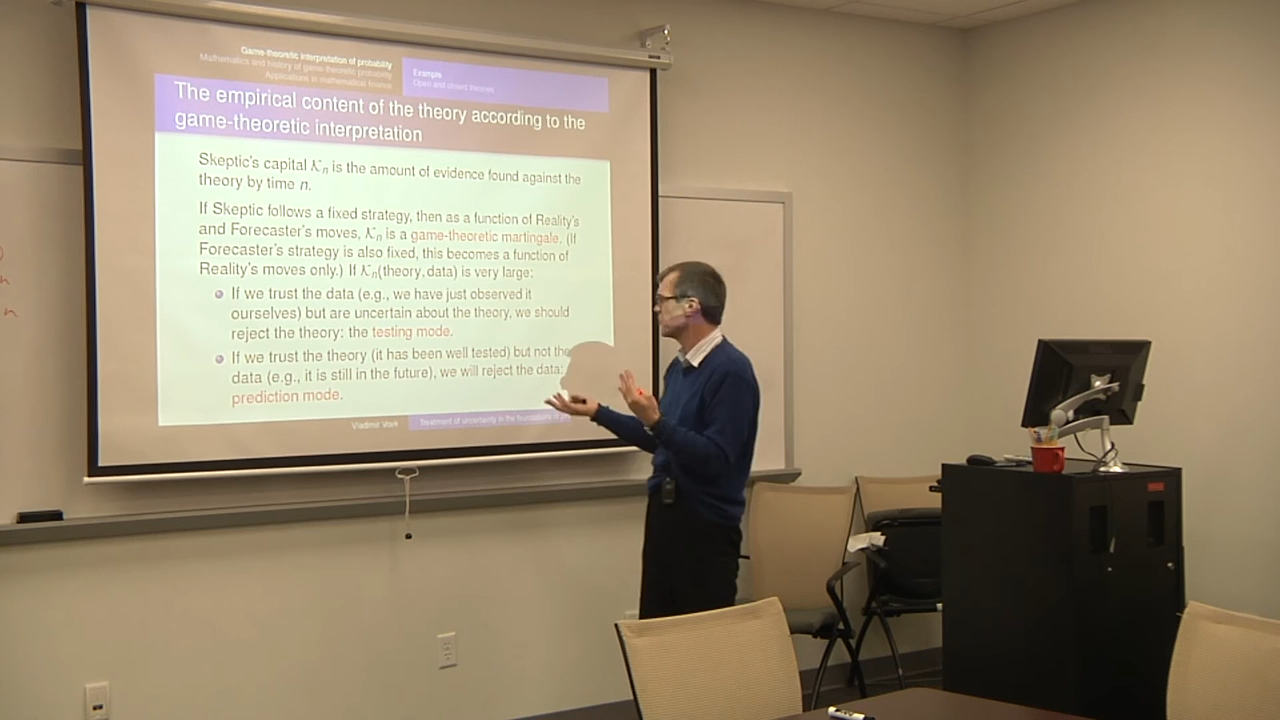 Game-theoretic interpretation of probability
Mathematics and history of game-theoretic probability
Applications in mathematical finance
Example
Open and closed theories
The empirical content of the theory according to the
game-theoretic interpretation
Skeptic's capital 𝒦ₙ is the amount of evidence found against the
theory by time n.
If Skeptic follows a fixed strategy, then as a function of Reality's
and Forecaster's moves, 𝒦ₙ is a game-theoretic martingale. (If
Forecaster's strategy is also fixed, this becomes a function of
Reality's moves only.) If 𝒦ₙ(theory, data) is very large:
If we trust the data (e.g., we have just observed it
ourselves) but are uncertain about the theory, we should
reject the theory: the testing mode.
If we trust the theory (it has been well tested) but not the
data (e.g., it is still in the future), we will reject the data:
prediction mode.
Vladimir Vovk
Treatment of uncertainty in the foundations of